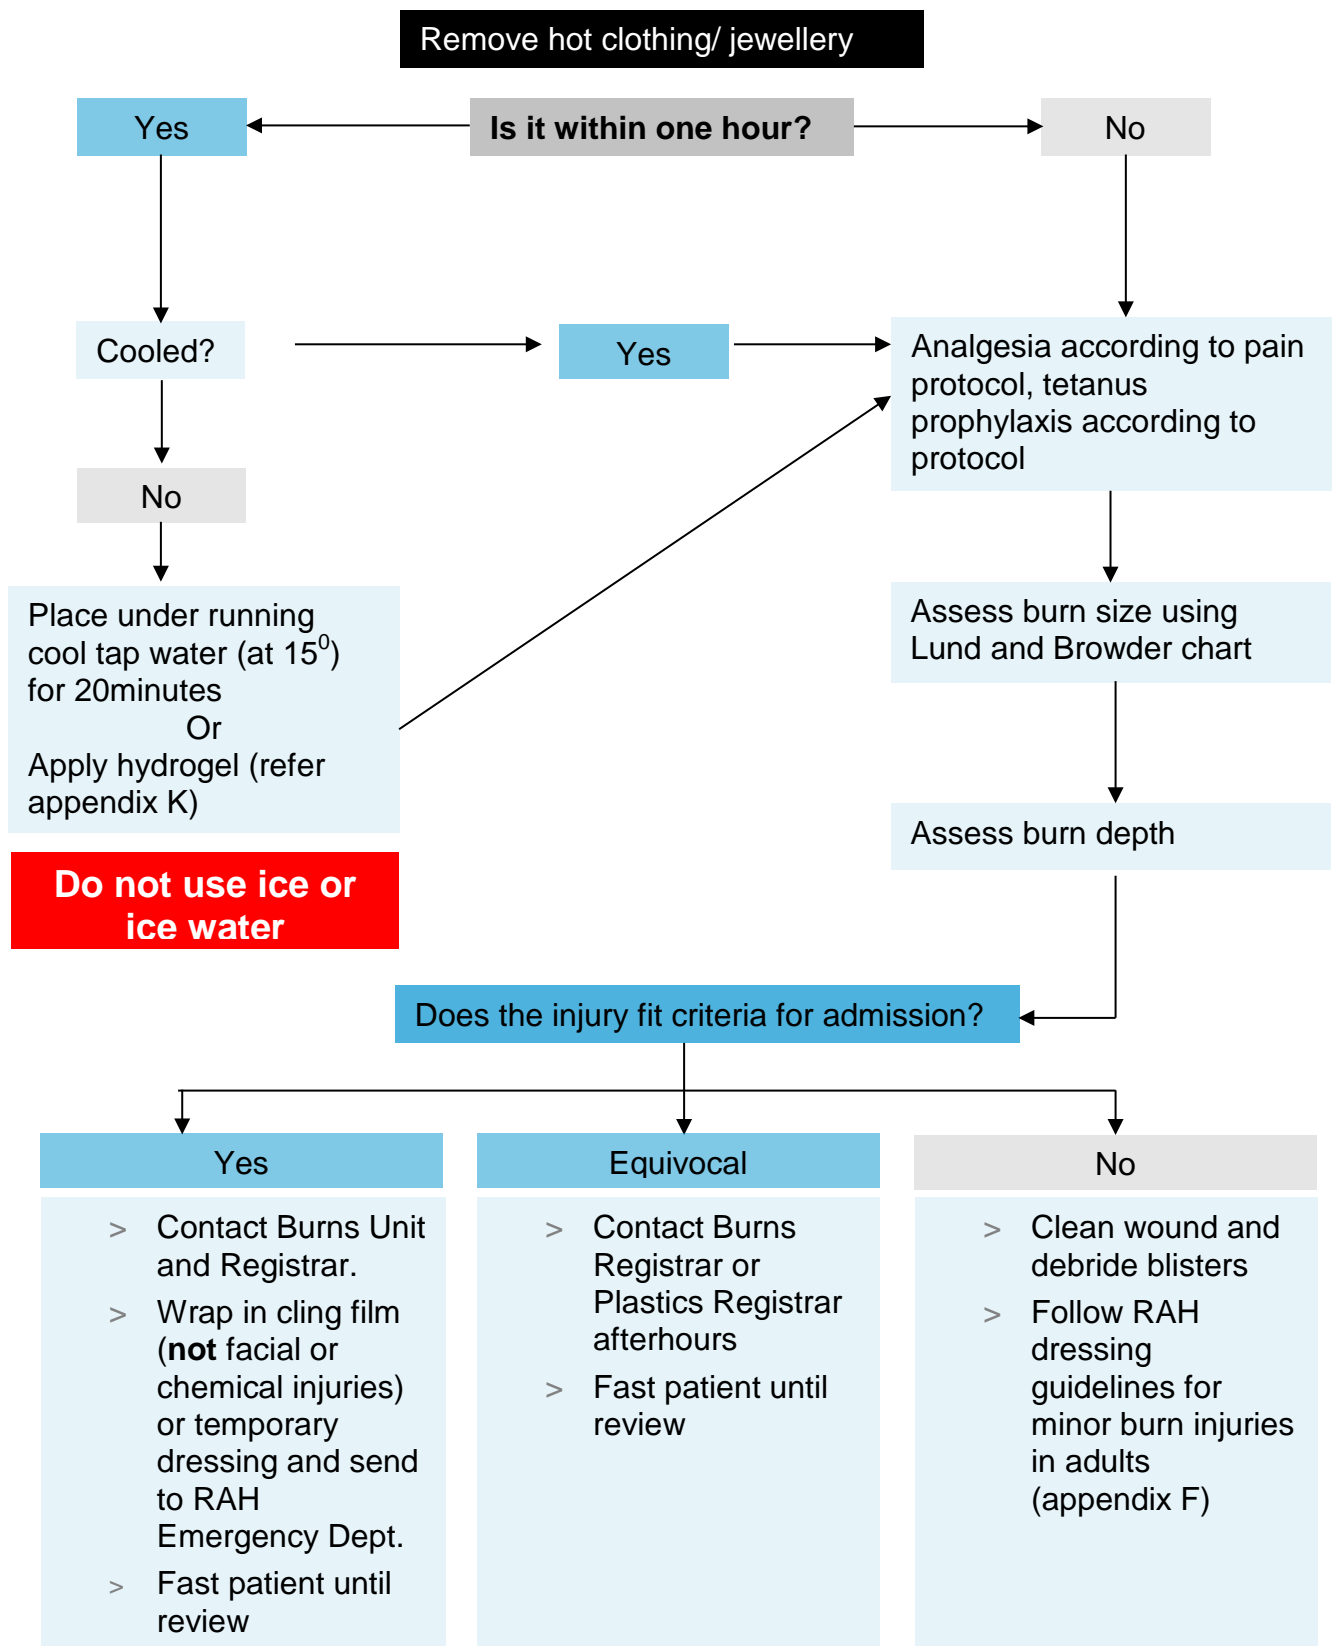 Remove hot clothing/ jewellery
Yes
Is it within one hour?
No
Cooled?
Yes
Analgesia according to pain
protocol, tetanus
prophylaxis according to
protocol
No
Place under running
cool tap water (at 15⁰)
for 20minutes
Or
Apply hydrogel (refer
appendix K)
Assess burn size using
Lund and Browder chart
Assess burn depth
Do not use ice or
ice water
Does the injury fit criteria for admission?
Yes
> Contact Burns Unit
and Registrar.
> Wrap in cling film
(not facial or
chemical injuries)
or temporary
dressing and send
to RAH
Emergency Dept.
> Fast patient until
review
Equivocal
> Contact Burns
Registrar or
Plastics Registrar
afterhours
> Fast patient until
review
No
> Clean wound and
debride blisters
> Follow RAH
dressing
guidelines for
minor burn injuries
in adults
(appendix F)